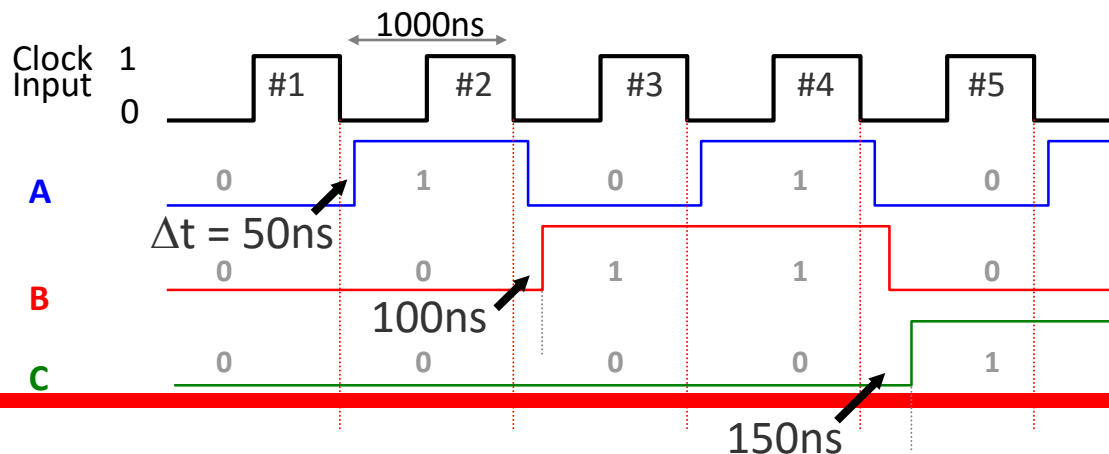 1000ns
Clock 1
Input
#1 #2 #3 #4 #5
0
A 0 1 0 1 0
Δt = 50ns
B 0 0 1 1 0
100ns
C 0 0 0 0 1
150ns